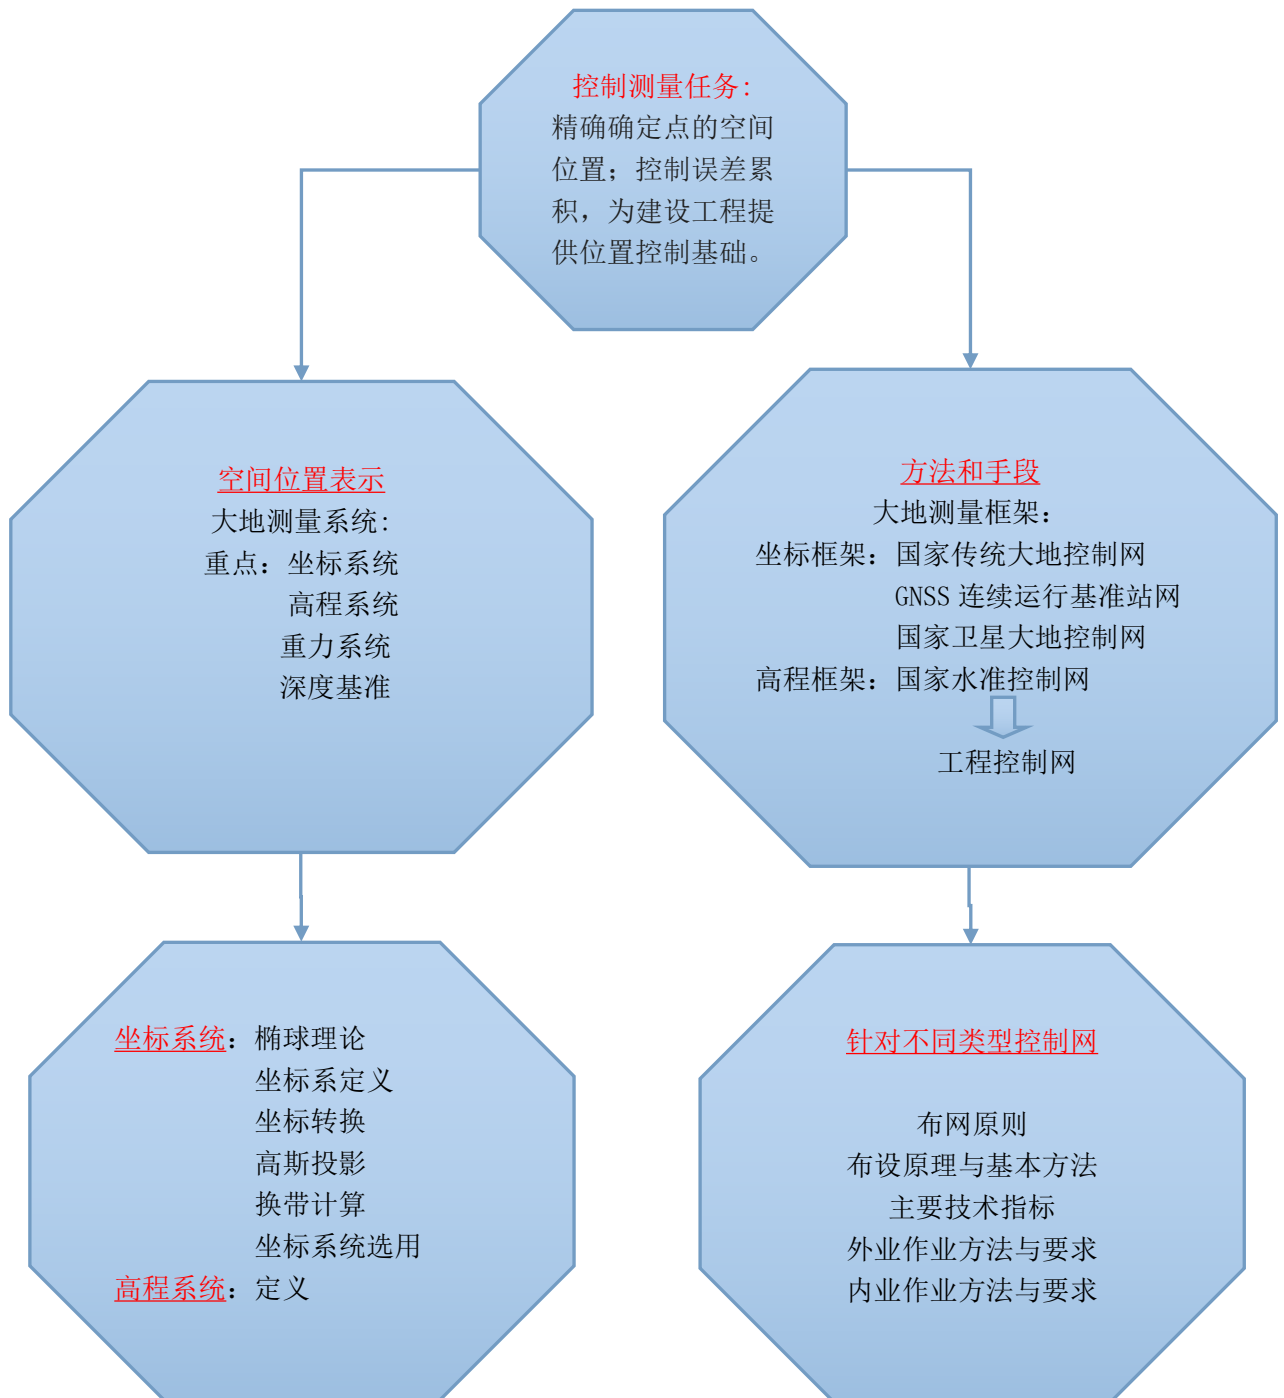 控制测量任务:
精确确定点的空间
位置；控制误差累
积，为建设工程提
供位置控制基础。
空间位置表示
大地测量系统:
重点：坐标系统
高程系统
重力系统
深度基准
方法和手段
大地测量框架：
坐标框架：国家传统大地控制网
GNSS 连续运行基准站网
国家卫星大地控制网
高程框架：国家水准控制网
工程控制网
坐标系统：椭球理论
坐标系定义
坐标转换
高斯投影
换带计算
坐标系统选用
高程系统：定义
针对不同类型控制网
布网原则
布设原理与基本方法
主要技术指标
外业作业方法与要求
内业作业方法与要求